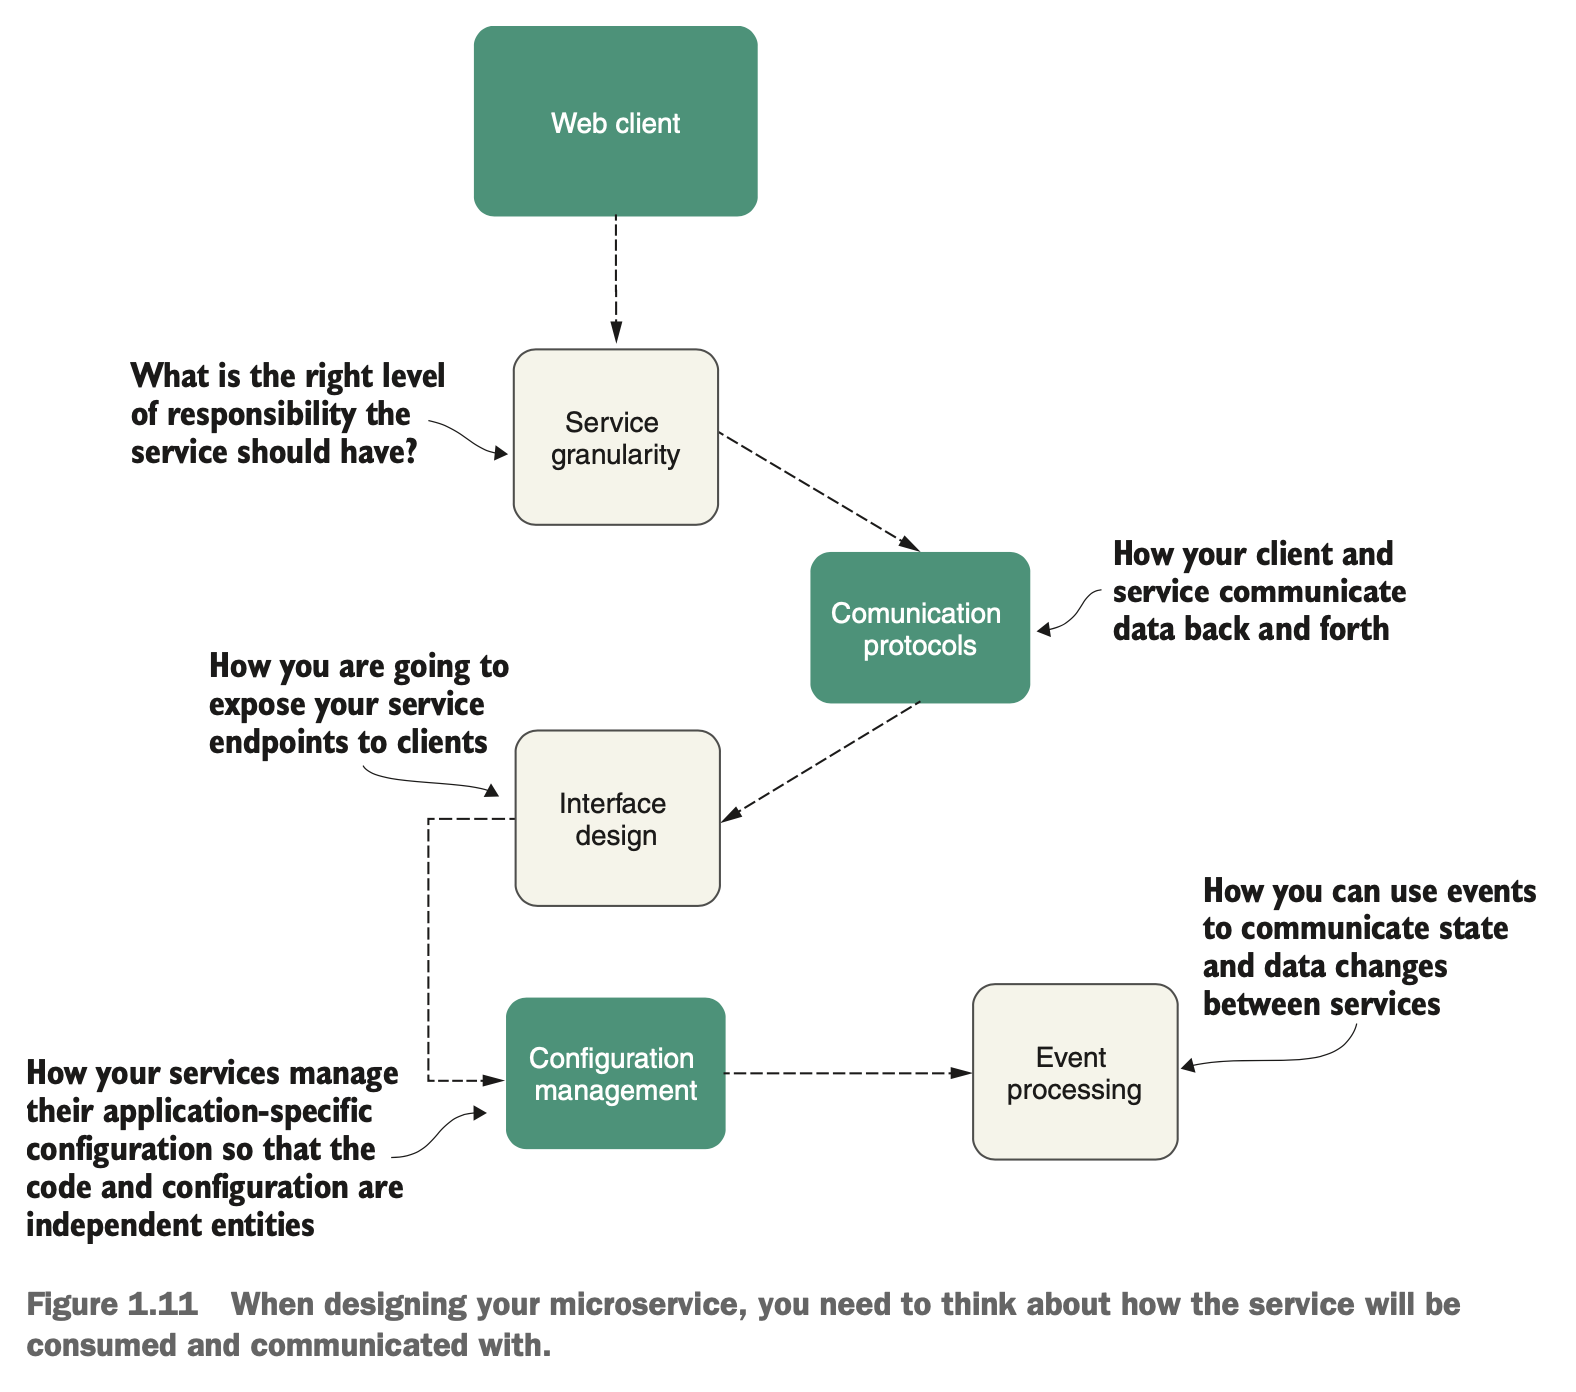 Web client
What is the right level
of responsibility the
service should have?
Service
granularity
How your client and
service communicate
data back and forth
Comunication
protocols
How you are going to
expose your service
endpoints to clients
Interface
design
How you can use events
to communicate state
and data changes
between services
Configuration
management
Event
processing
How your services manage
their application-specific
configuration so that the
code and configuration are
independent entities
Figure 1.11 When designing your microservice, you need to think about how the service will be
consumed and communicated with.